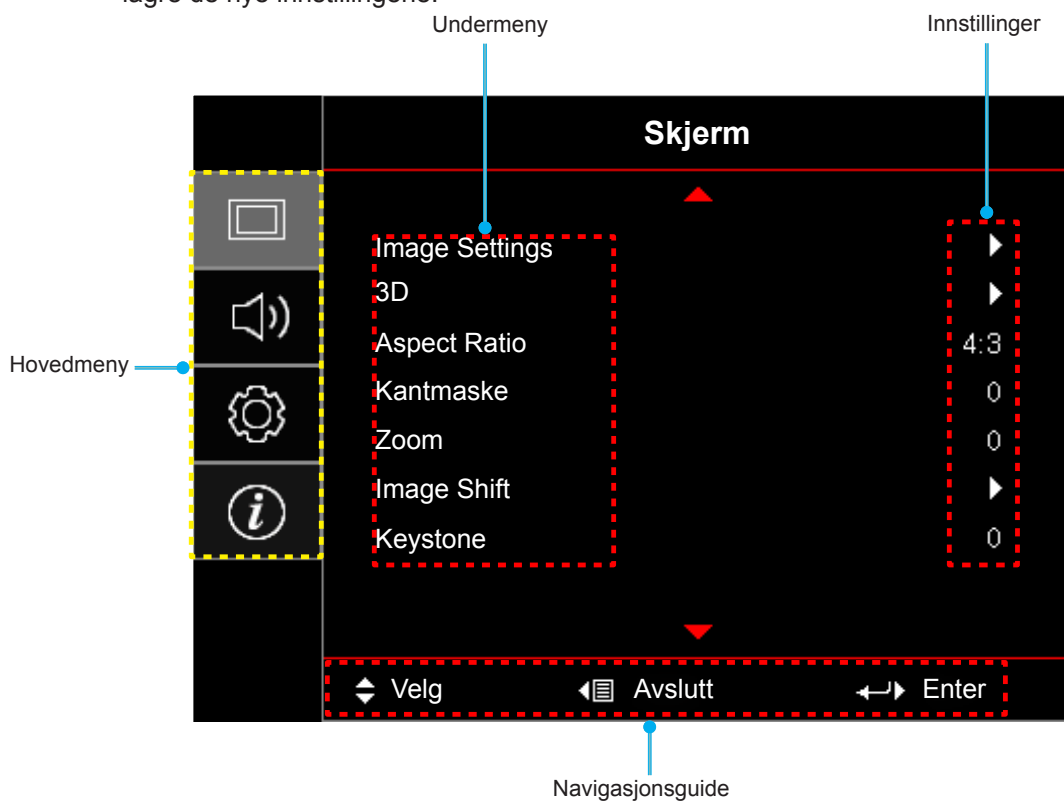 lagre de nye innstillingene.
Undermeny
Innstillinger
Skjerm
Image Settings
3D
Aspect Ratio 4:3
Kantmaske 0
Zoom 0
Image Shift
Keystone 0
Hovedmeny
Velg Avslutt Enter
Navigasjonsguide